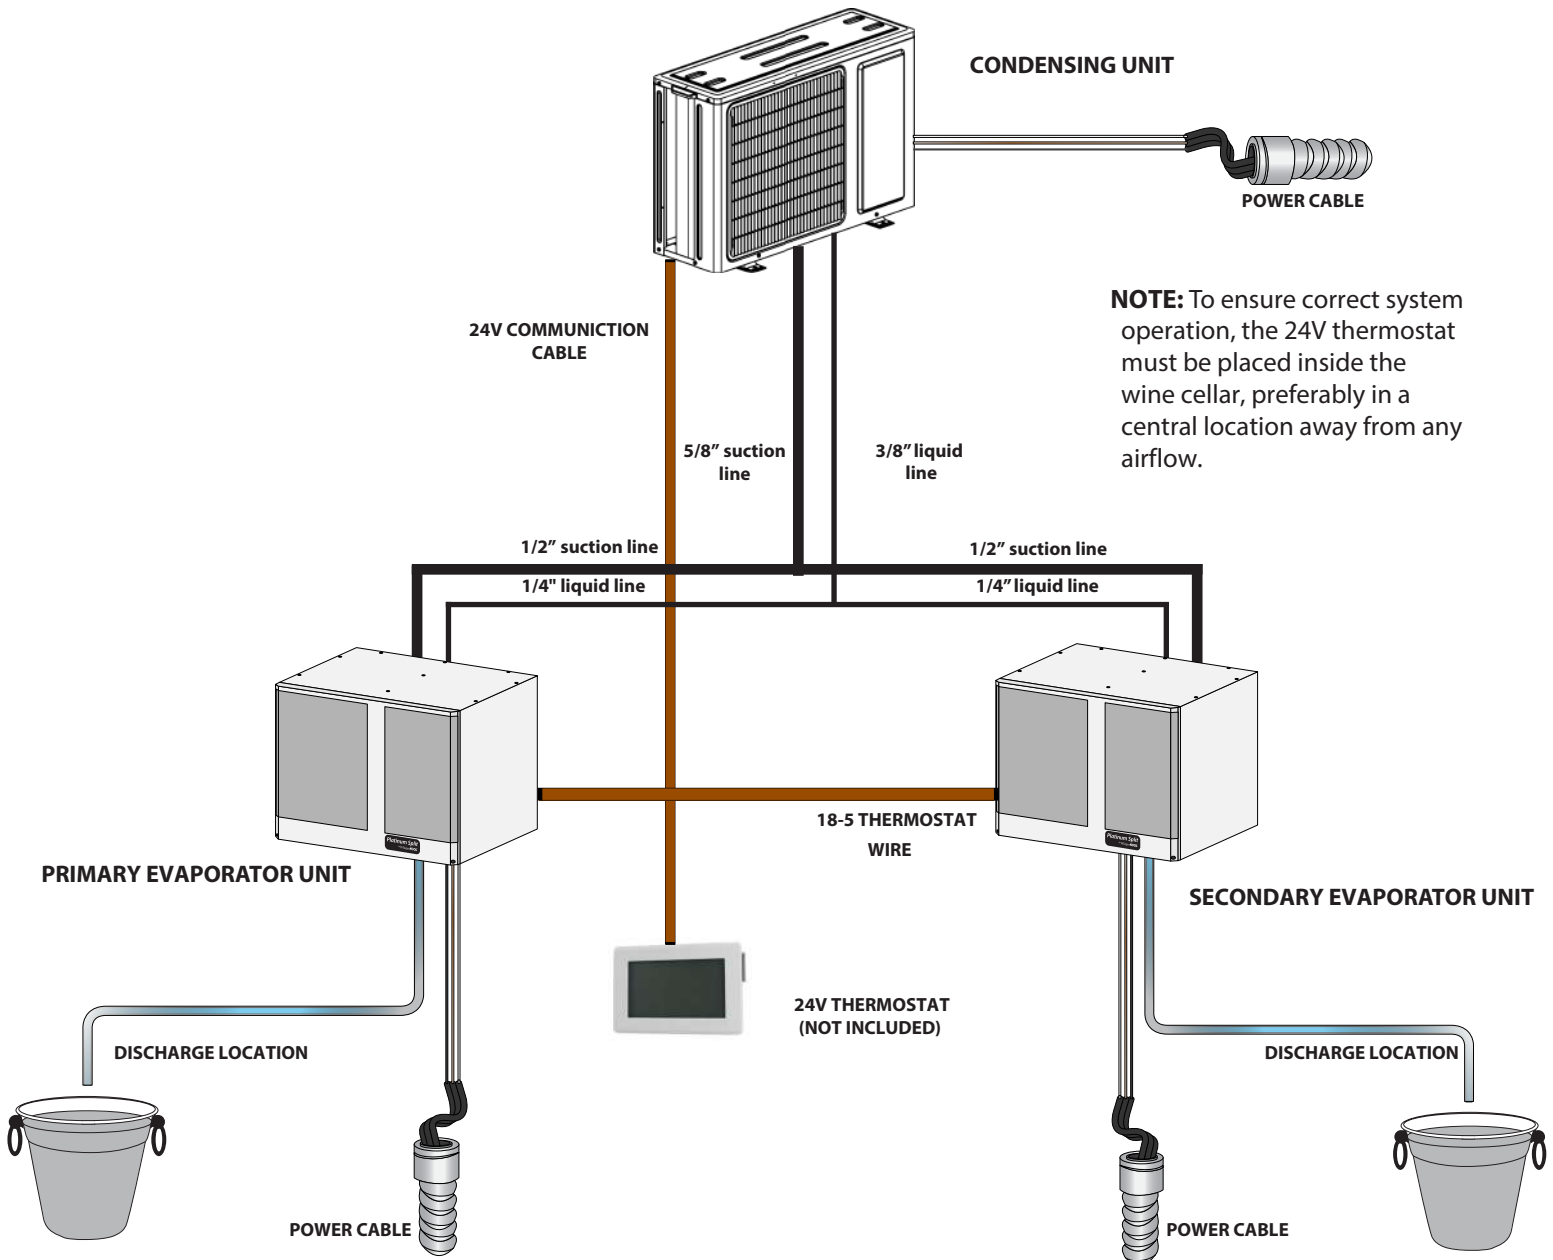 CONDENSING UNIT
POWER CABLE
NOTE: To ensure correct system
operation, the 24V thermostat
must be placed inside the
wine cellar, preferably in a
central location away from any
airflow.
24V COMMUNICTION
CABLE
5/8” suction
line
3/8” liquid
line
1/2” suction line
1/2” suction line
1/4" liquid line
1/4” liquid line
18-5 THERMOSTAT
WIRE
Platinum Split
Platinum Split
PRIMARY EVAPORATOR UNIT
SECONDARY EVAPORATOR UNIT
24V THERMOSTAT
(NOT INCLUDED)
DISCHARGE LOCATION
DISCHARGE LOCATION
POWER CABLE
POWER CABLE